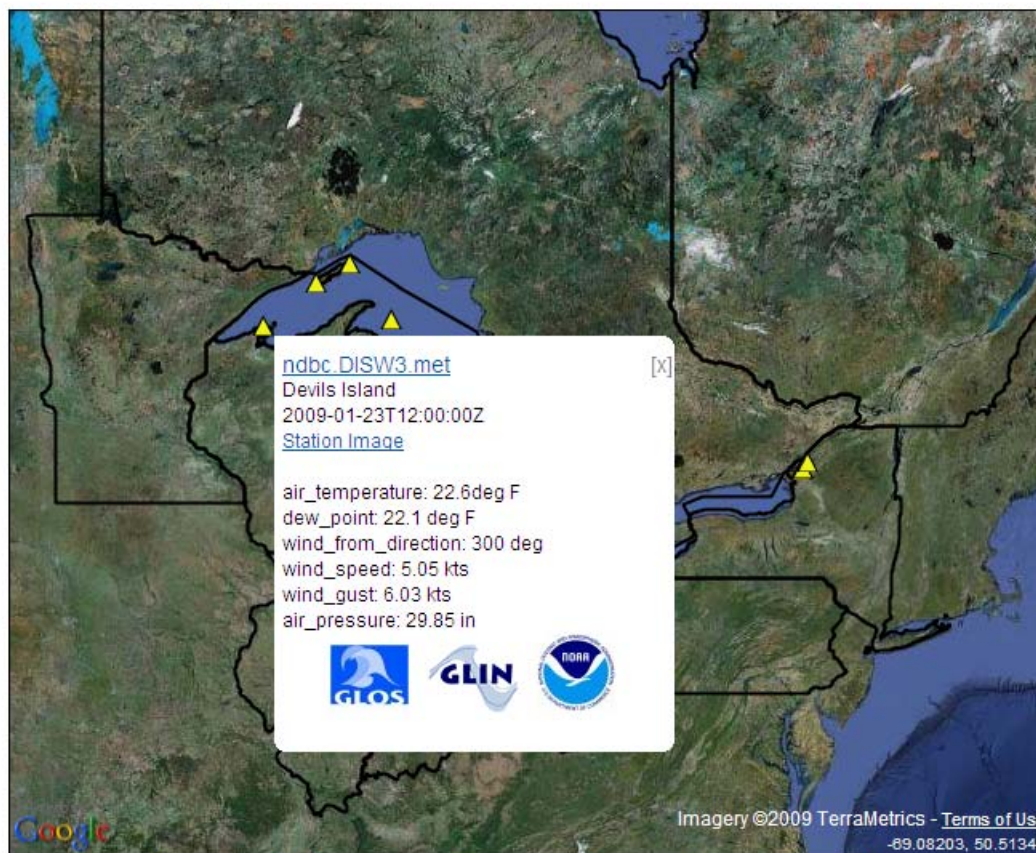 ndbc.DISW3.met
[x]
Devils Island
2009-01-23T12:00:00Z
Station Image
air_temperature: 22.6deg F
dew_point: 22.1 deg F
wind_from_direction: 300 deg
wind_speed: 5.05 kts
wind_gust: 6.03 kts
air_pressure: 29.85 in
GLOS
GLIN
NOAA
Google
Imagery ©2009 TerraMetrics - Terms of Us
-69.08203, 50.5134